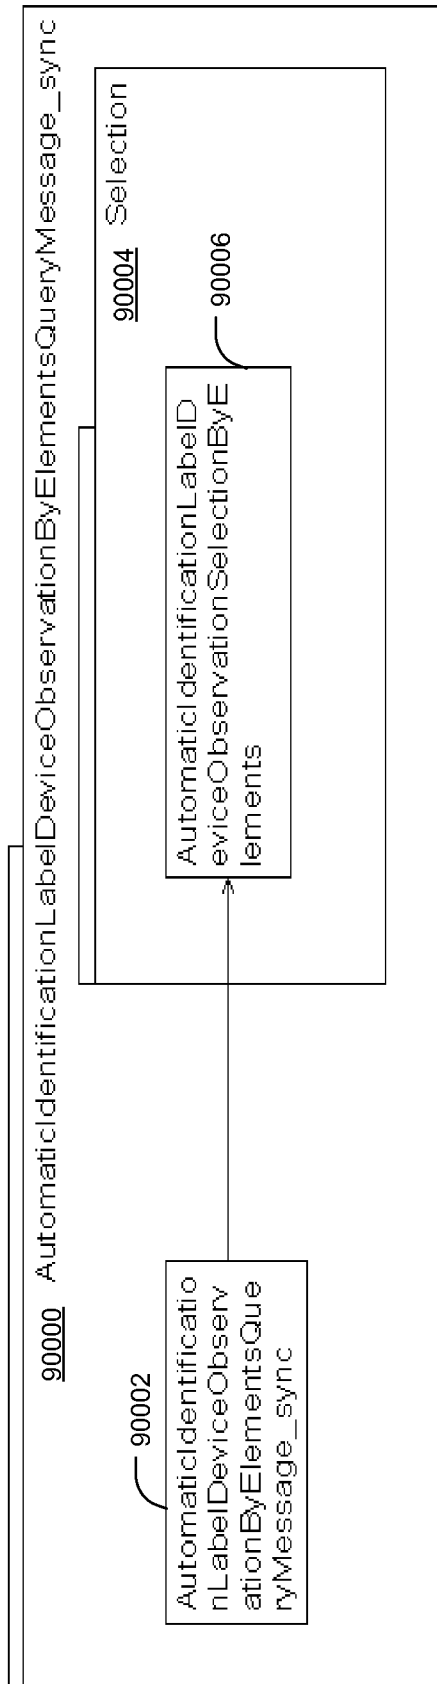 90000 AutomaticIdentificationLabelDeviceObservationByElementsQueryMessage_sync
90002
AutomaticIdentificatio
nLabelDeviceObserv
ationByElementsQue
ryMessage_sync
90004 Selection
90006
AutomaticIdentificationLabelD
eviceObservationSelectionByE
lements